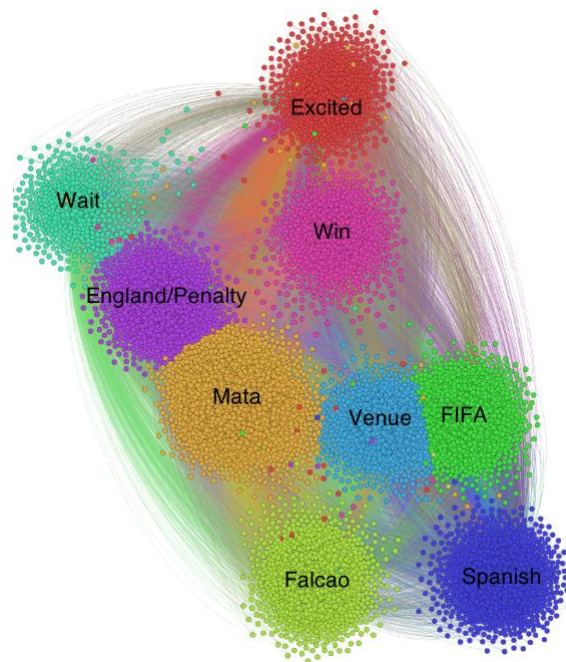 Excited
Wait
Win
England/Penalty
Mata
Venue
FIFA
Falcao
Spanish